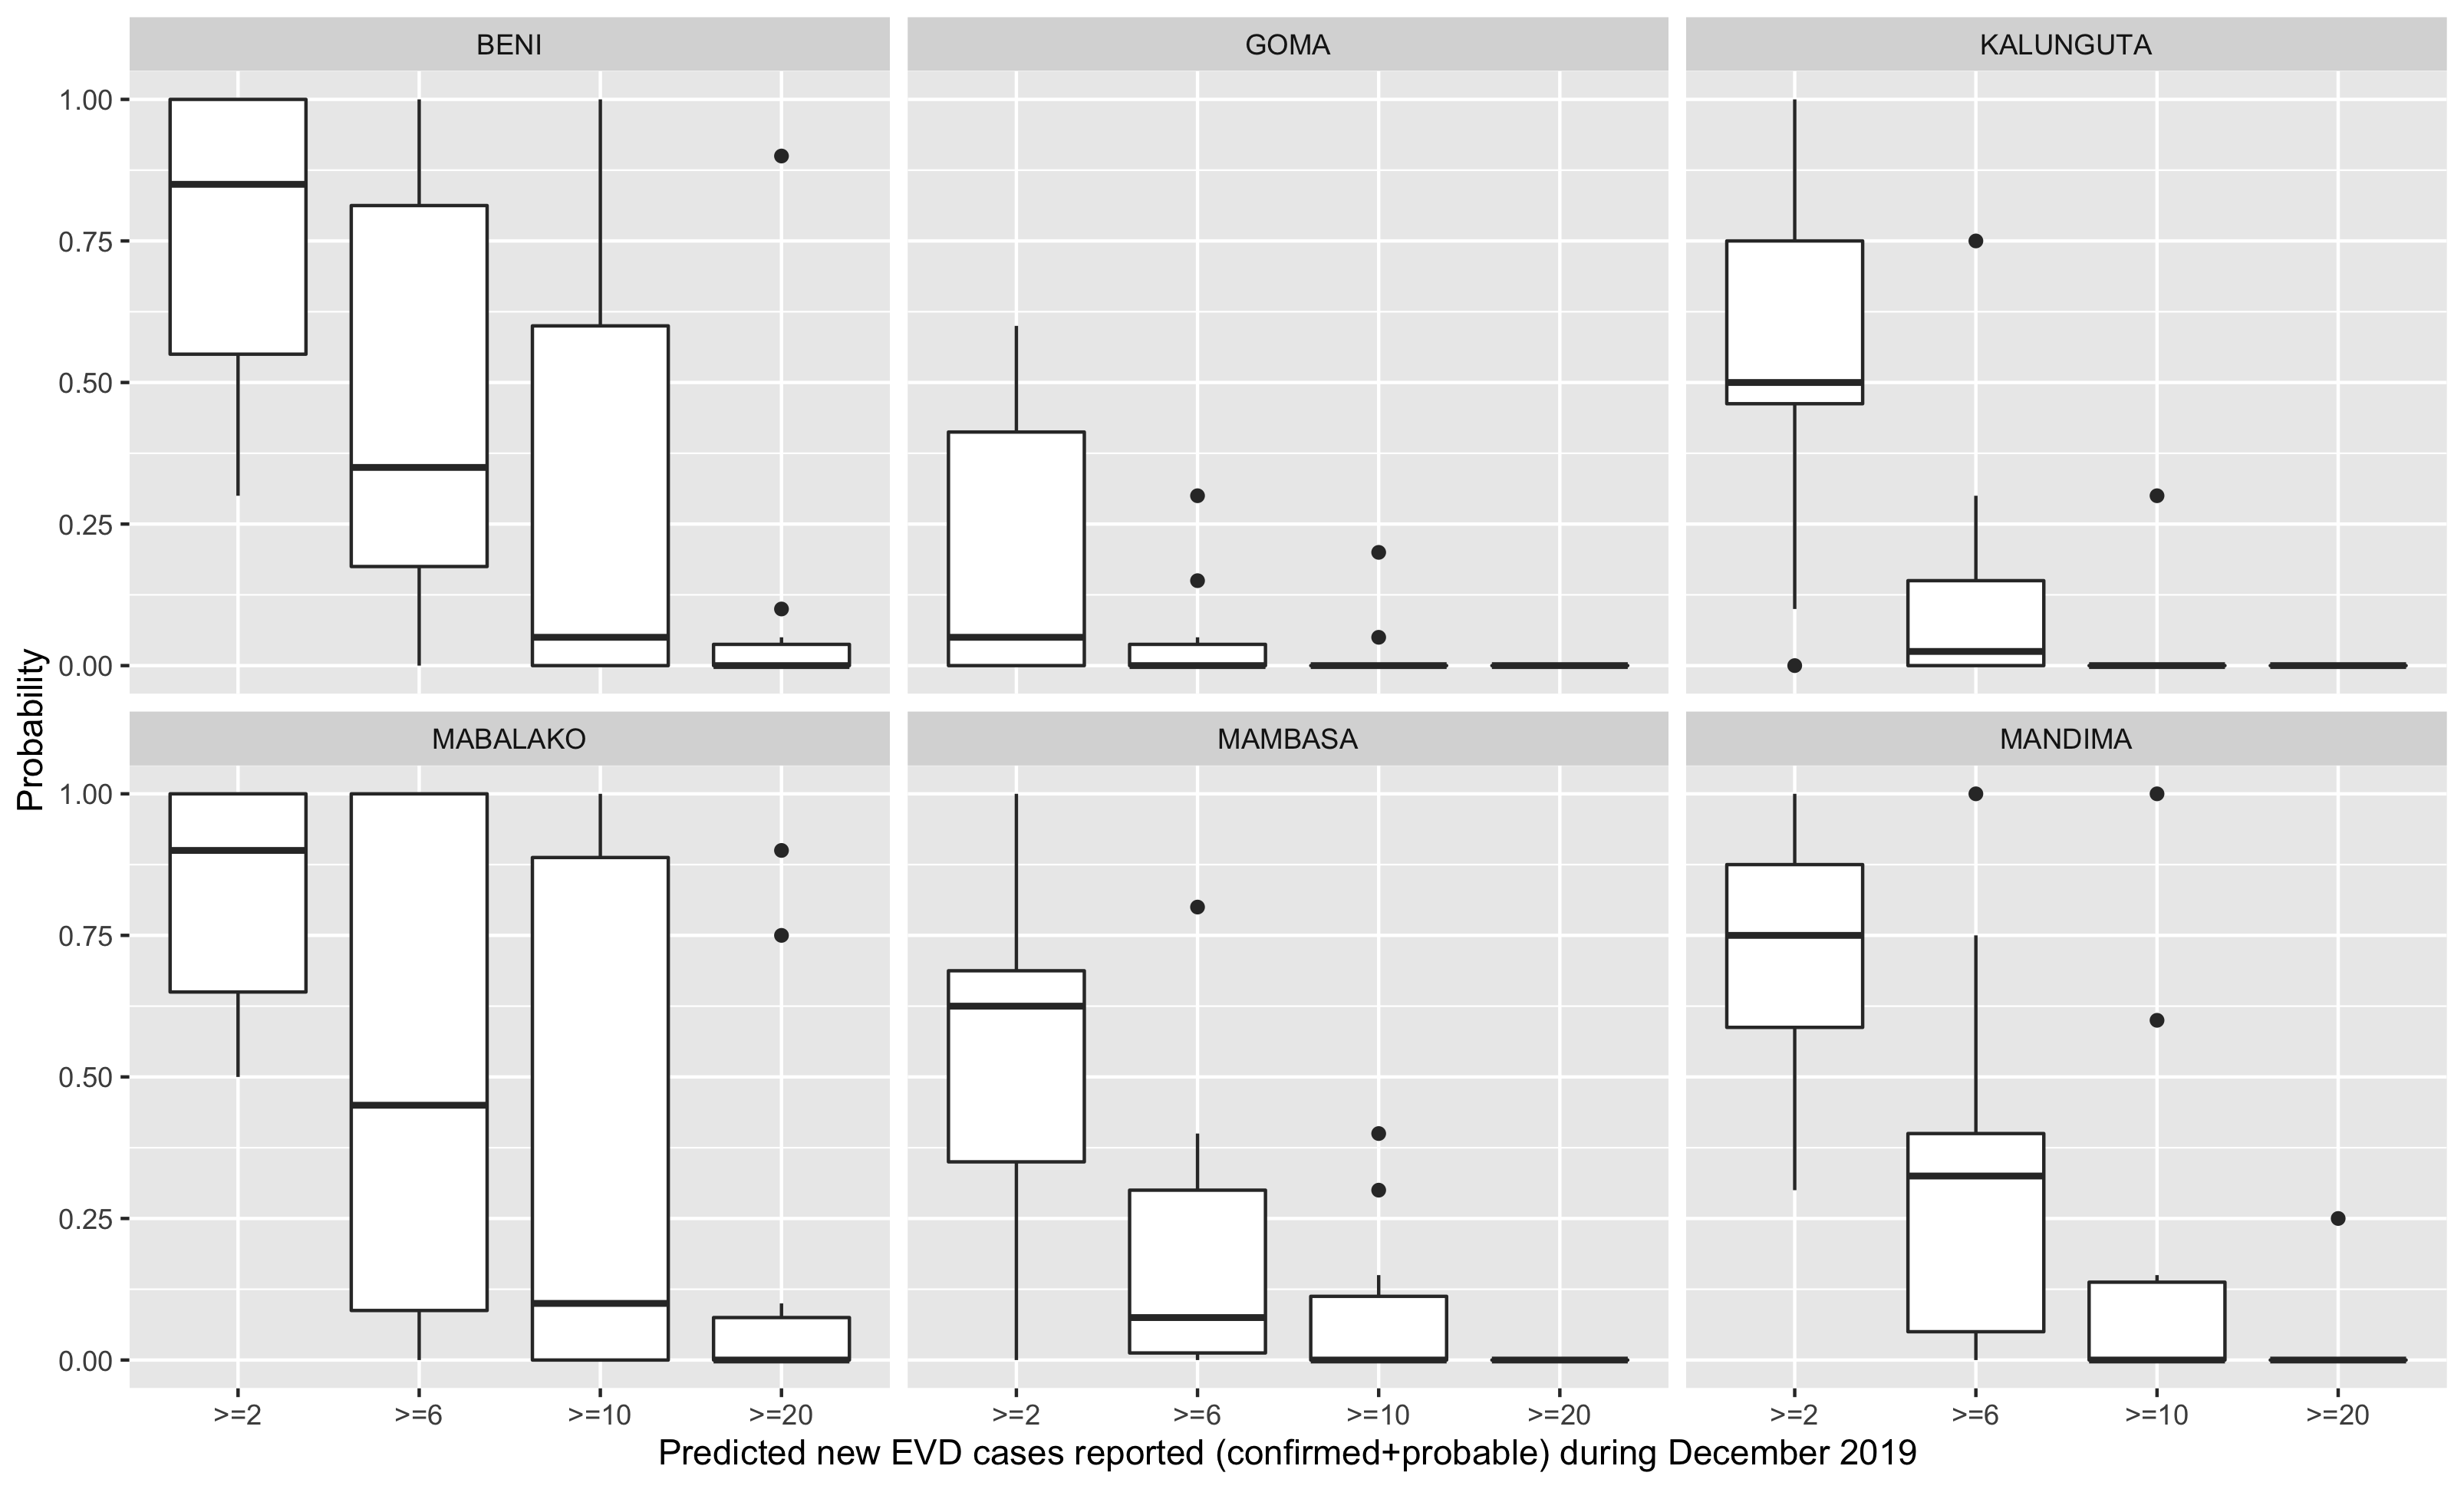 BENI GOMA KALUNGUTA
1.00
0.75
0.50
0.25
0.00
Probability
MABALAKO MAMBASA MANDIMA
1.00
0.75
0.50
0.25
0.00
>=2 >=6 >=10 >=20 >=2 >=6 >=10 >=20 >=2 >=6 >=10 >=20
Predicted new EVD cases reported (confirmed+probable) during December 2019